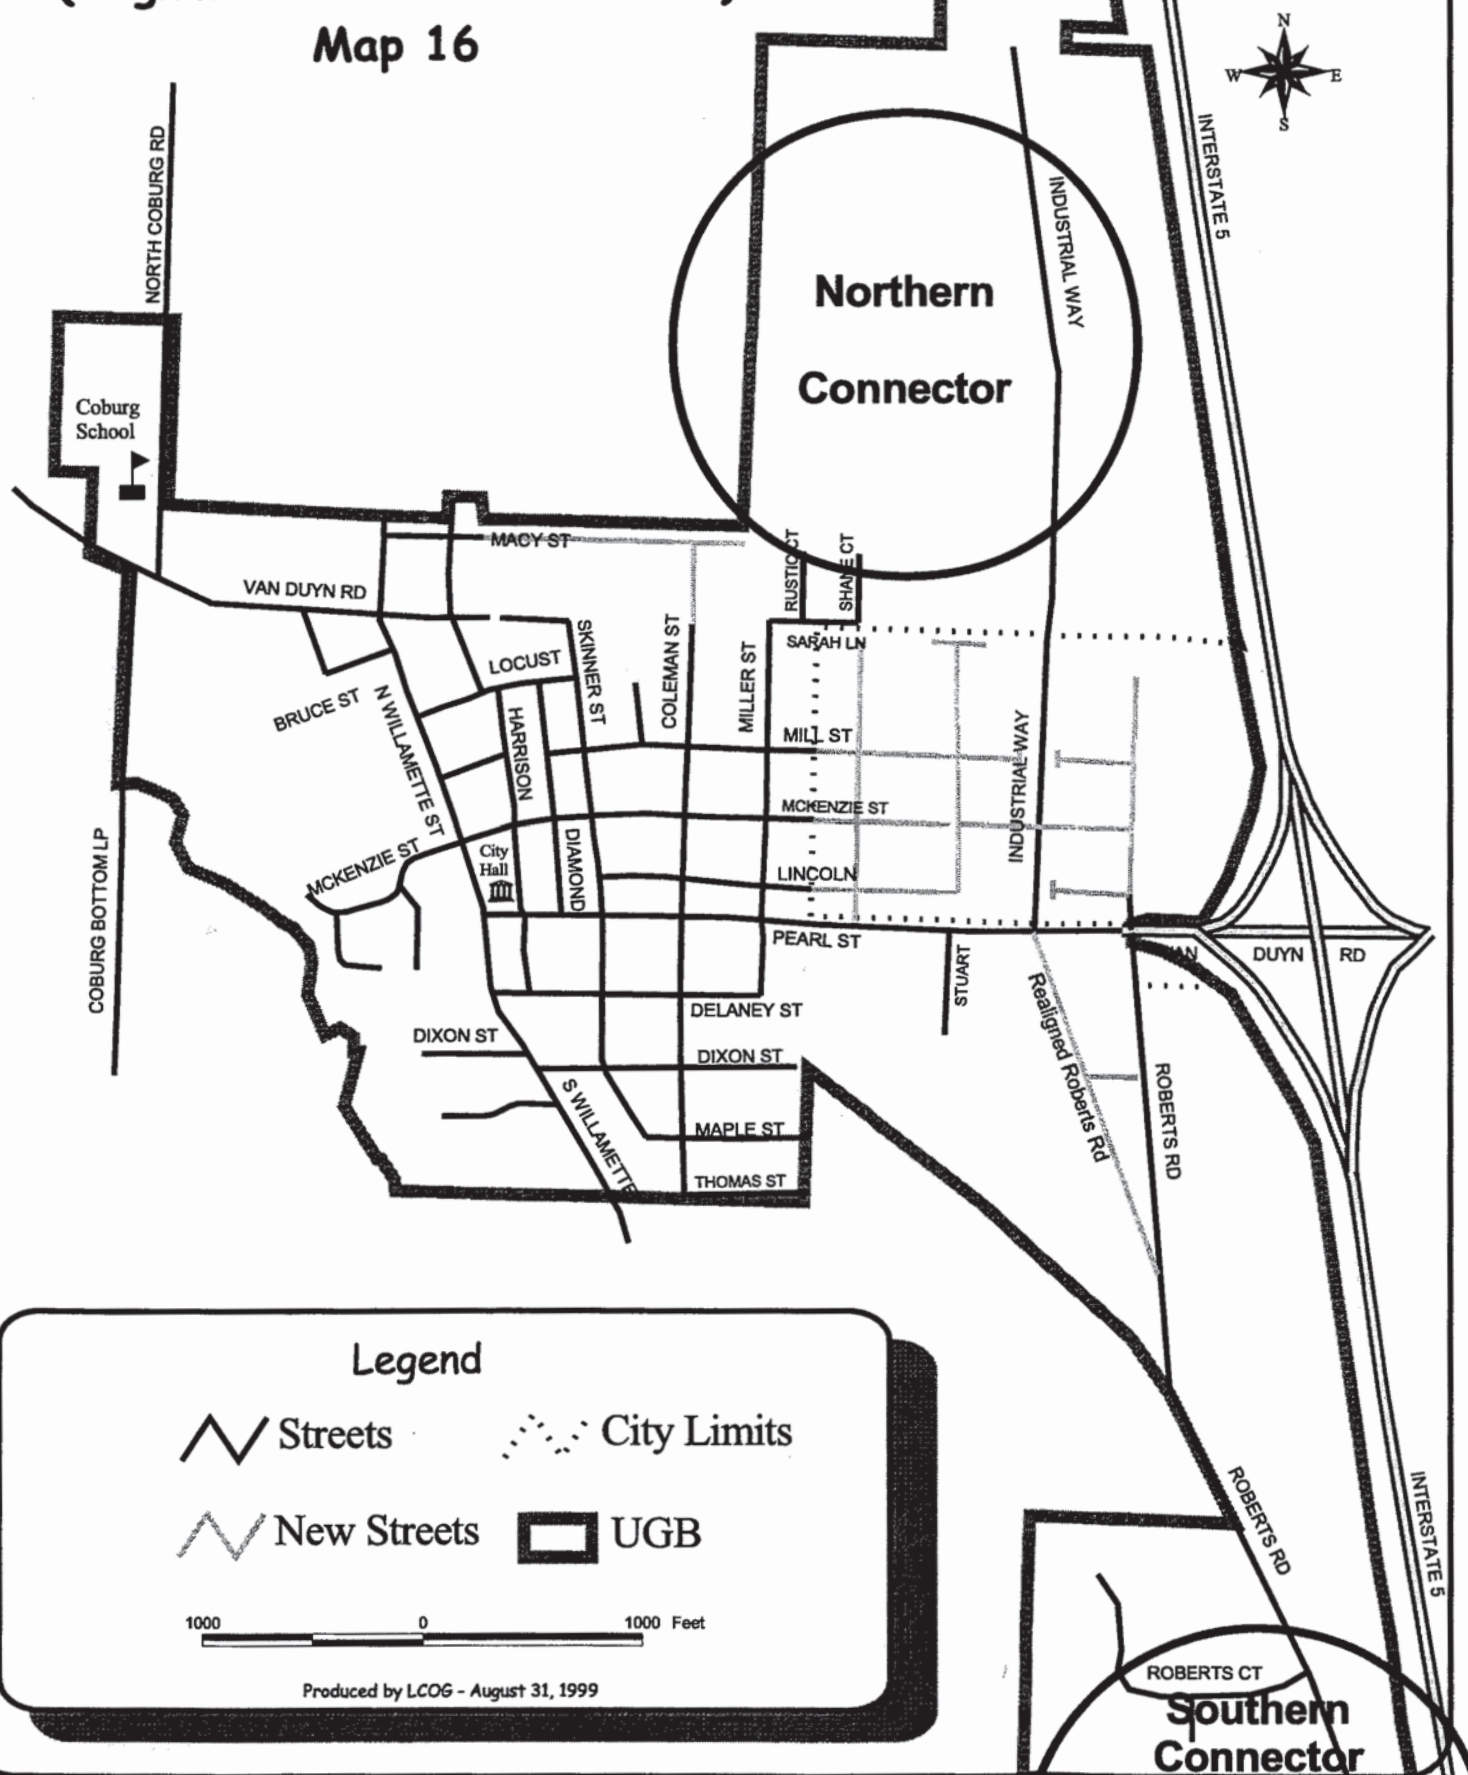 Map 16
N
W
E
S
NORTH COBURG RD
INTERSTATE 5
INDUSTRIAL WAY
Northern
Connector
Coburg
School
MACY ST
RUSTIC CT
SHANE CT
VAN DUYN RD
SKINNER ST
COLEMAN ST
MILLER ST
SARAH LN
LOCUST
BRUCE ST
N WILLAMETTE ST
HARRISON
MILL ST
INDUSTRIAL WAY
MCKENZIE ST
MCKENZIE ST
City
Hall
DIAMOND
LINCOLN
COBURG BOTTOM LP
PEARL ST
STUART
DUYN
RD
Realigned Roberts Rd
DELANEY ST
DIXON ST
DIXON ST
S WILLAMETTE
ROBERTS RD
MAPLE ST
THOMAS ST
Legend
Streets
City Limits
New Streets
UGB
1000
0
1000 Feet
Produced by LCOG - August 31, 1999
ROBERTS RD
INTERSTATE 5
ROBERTS CT
Southern
Connector